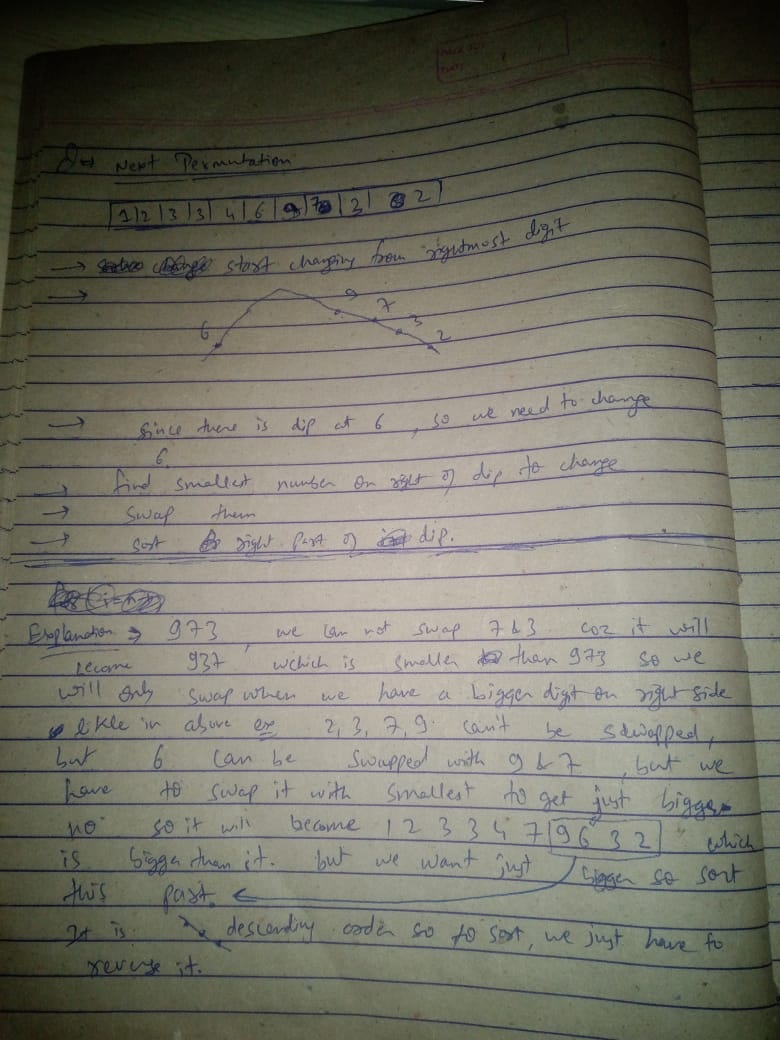 Q → Next Permutation
1 | 2 | 3 | 3 | 4 | 6 | 9 | 7 | 3 | 2
→ start changing from rightmost digit
→
9
7
6
3
2
→ since there is dip at 6, so we need to change
6.
→ find smallest number on right of dip to change
→ swap them
→ sort right part of dip.
Explanation → 973, we can not swap 7 & 3 coz it will
become 937 wchich is smaller than 973 so we
will only swap when we have a bigger digit on right side
likle in above ex 2, 3, 7, 9 can't be swapped,
but 6 can be swapped with 9 & 7, but we
have to swap it with smallest to get just bigger
no so it will become 1 2 3 3 4 7 9 6 3 2 which
is bigger than it. but we want just bigger so sort
this part.
It is descending order so to sort, we just have to
reverse it.